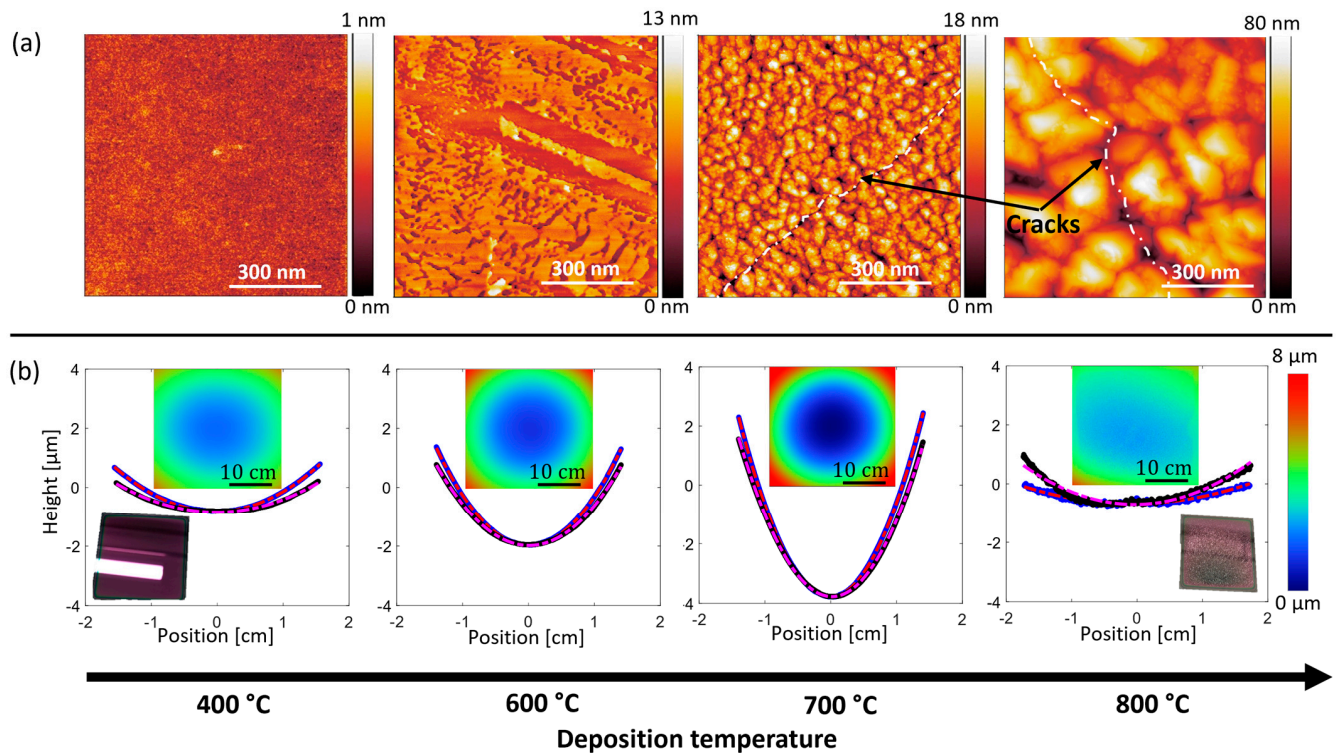 (a)
1 nm
13 nm
18 nm
80 nm
Cracks
300 nm
300 nm
300 nm
300 nm
0 nm
0 nm
0 nm
0 nm
(b)
4
2
0
-2
-4
Height [µm]
10 cm
-2
-1
0
1
2
Position [cm]
4
2
0
-2
-4
10 cm
-2
-1
0
1
2
Position [cm]
4
2
0
-2
-4
10 cm
-2
-1
0
1
2
Position [cm]
4
2
0
-2
-4
10 cm
-2
-1
0
1
2
Position [cm]
8 µm
0 µm
400 °C
600 °C
700 °C
800 °C
Deposition temperature